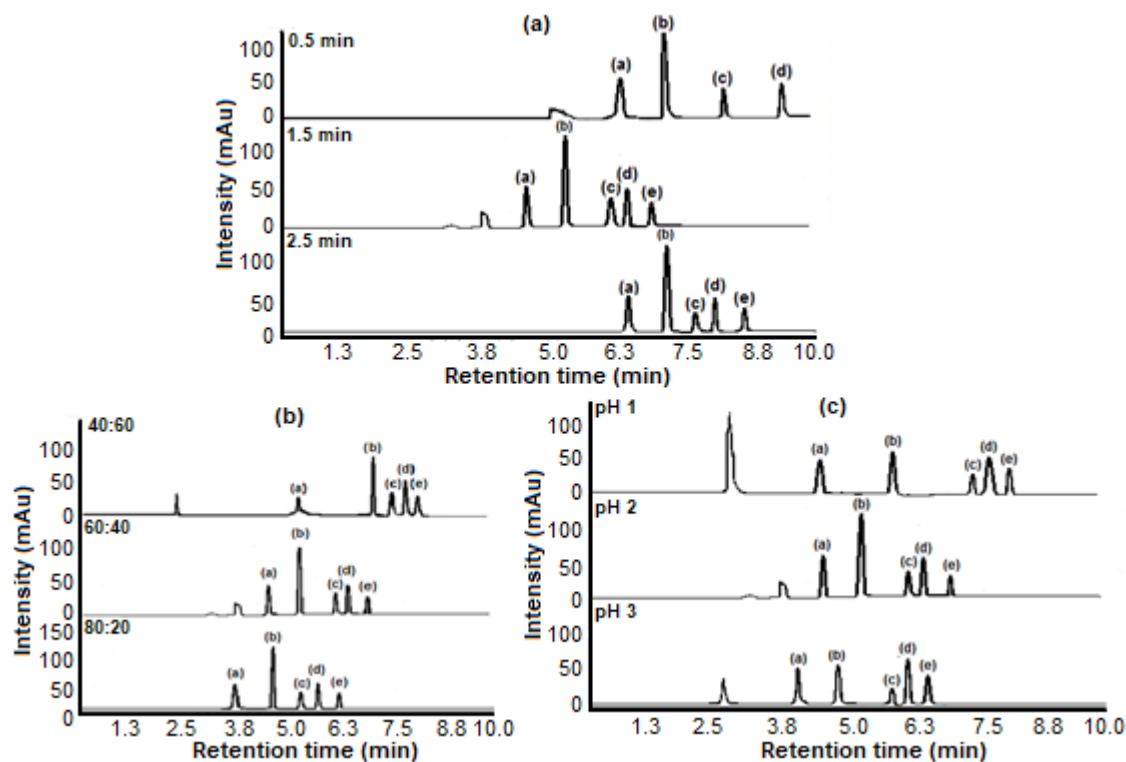 (a)
0.5 min
100
50
0
(a)
(b)
(c)
(d)
1.5 min
100
50
0
(a)
(b)
(c)
(d)
(e)
2.5 min
100
50
0
(a)
(b)
(c)
(d)
(e)
Intensity (mAu)
1.3 2.5 3.8 5.0 6.3 7.5 8.8 10.0
Retention time (min)
(b)
40:60
100
50
0
(a)
(b)
(c)
(d)
(e)
60:40
100
50
0
(a)
(b)
(c)
(d)
(e)
80:20
150
100
50
0
(a)
(b)
(c)
(d)
(e)
Intensity (mAu)
1.3 2.5 3.8 5.0 6.3 7.5 8.8 10.0
Retention time (min)
(c)
pH 1
100
50
0
(a)
(b)
(c)
(d)
(e)
pH 2
100
50
0
(a)
(b)
(c)
(d)
(e)
pH 3
100
50
0
(a)
(b)
(c)
(d)
(e)
Intensity (mAu)
1.3 2.5 3.8 5.0 6.3 7.5 8.8 10.0
Retention time (min)